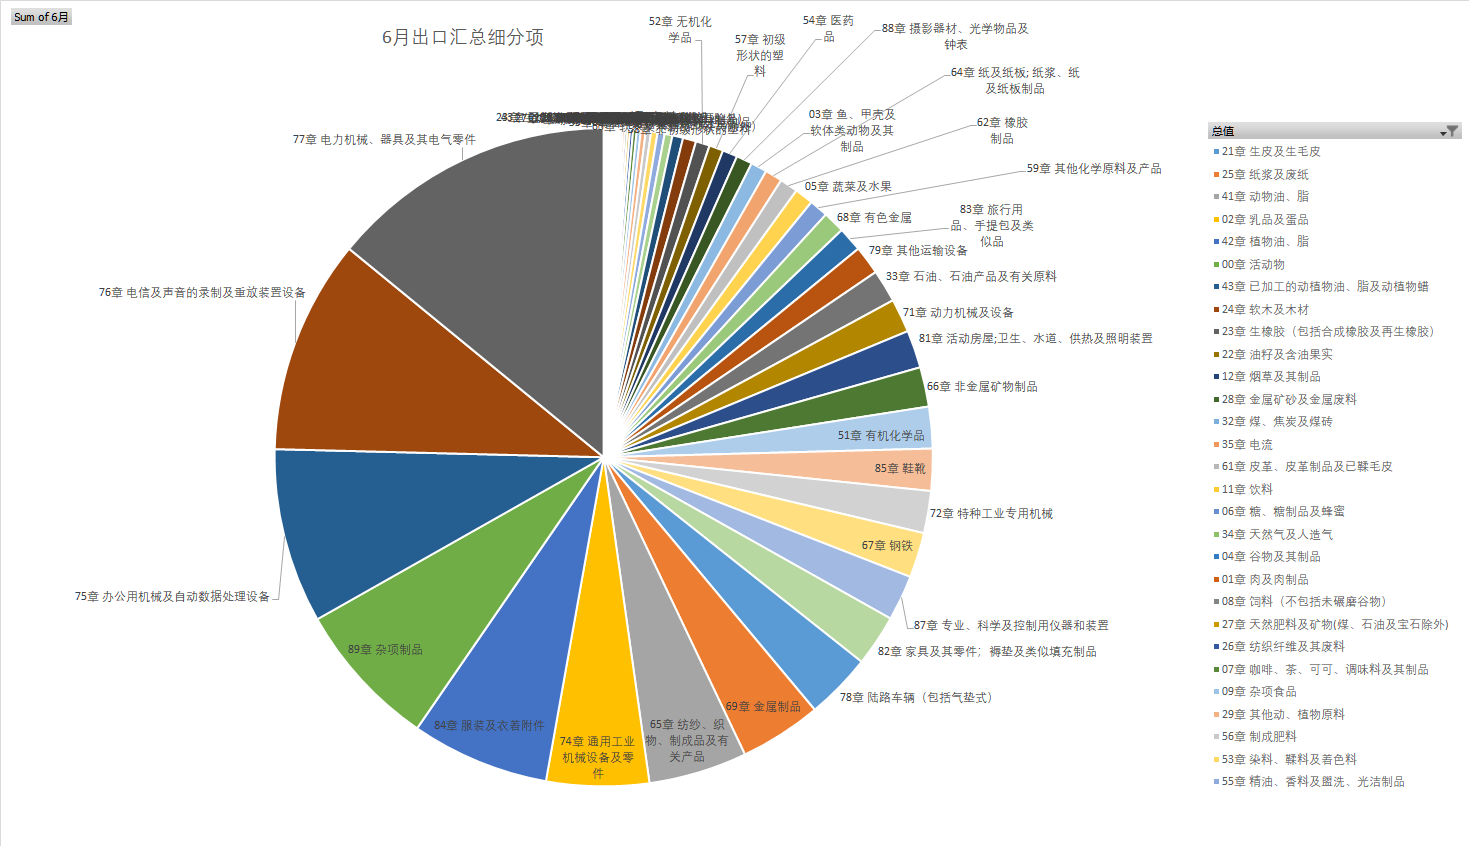 Sum of 6月
6月出口汇总细分项
52章 无机化
学品
57章 初级
形状的塑
料
54章 医药
品
88章 摄影器材、光学物品及
钟表
64章 纸及纸板; 纸浆、纸
及纸板制品
03章 鱼、甲壳及
软体类动物及其
制品
62章 橡胶
制品
59章 其他化学原料及产品
05章 蔬菜及水果
68章 有色金属
83章 旅行用
品、手提包及类
似品
79章 其他运输设备
33章 石油、石油产品及有关原料
71章 动力机械及设备
81章 活动房屋;卫生、水道、供热及照明装置
66章 非金属矿物制品
51章 有机化学品
85章 鞋靴
72章 特种工业专用机械
67章 钢铁
87章 专业、科学及控制用仪器和装置
82章 家具及其零件；褥垫及类似填充制品
78章 陆路车辆（包括气垫式）
69章 金属制品
65章 纺纱、织
物、制成品及有
关产品
74章 通用工业
机械设备及零
件
84章 服装及衣着附件
89章 杂项制品
75章 办公用机械及自动数据处理设备
76章 电信及声音的录制及重放装置设备
77章 电力机械、器具及其电气零件
58章 非初级形状的塑料
总值
21章 生皮及生毛皮
25章 纸浆及废纸
41章 动物油、脂
02章 乳品及蛋品
42章 植物油、脂
00章 活动物
43章 已加工的动植物油、脂及动植物蜡
24章 软木及木材
23章 生橡胶（包括合成橡胶及再生橡胶）
22章 油籽及含油果实
12章 烟草及其制品
28章 金属矿砂及金属废料
32章 煤、焦炭及煤砖
35章 电流
61章 皮革、皮革制品及已鞣毛皮
11章 饮料
06章 糖、糖制品及蜂蜜
34章 天然气及人造气
04章 谷物及其制品
01章 肉及肉制品
08章 饲料（不包括未碾磨谷物）
27章 天然肥料及矿物(煤、石油及宝石除外)
26章 纺织纤维及其废料
07章 咖啡、茶、可可、调味料及其制品
09章 杂项食品
29章 其他动、植物原料
56章 制成肥料
53章 染料、鞣料及着色料
55章 精油、香料及盥洗、光洁制品